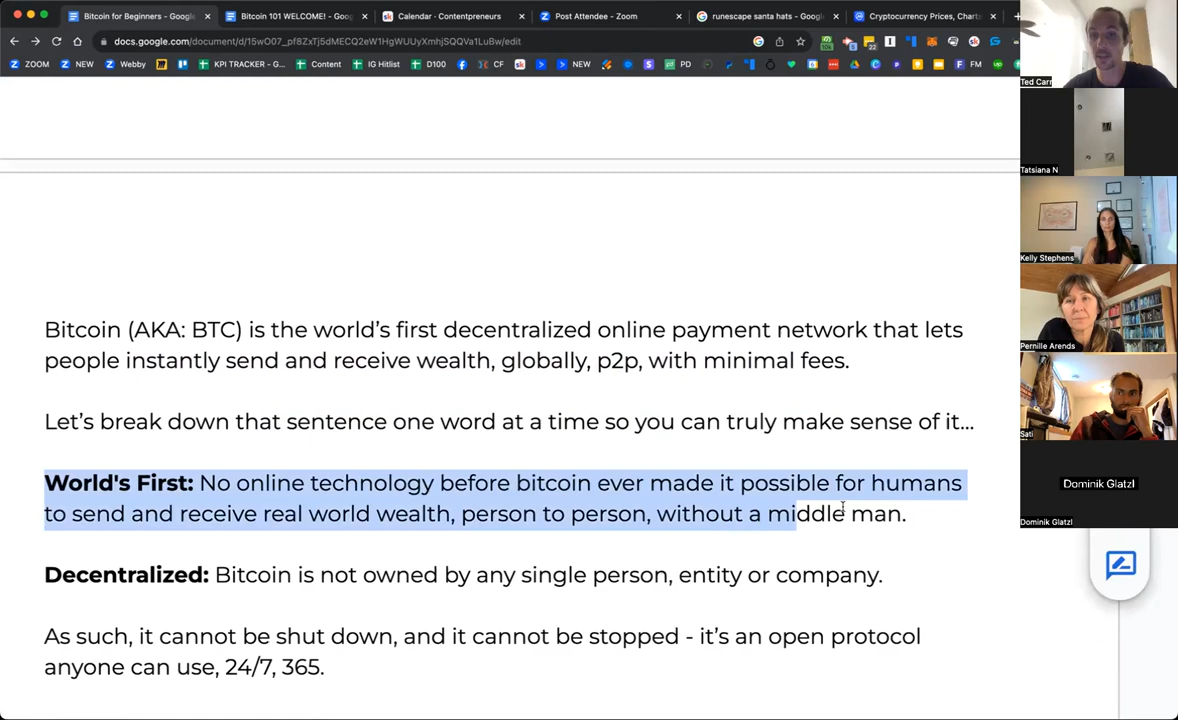 Bitcoin for Beginners - Google
Bitcoin 101 WELCOME! - Goog
Calendar · Contentpreneurs
Post Attendee - Zoom
runescape santa hats - Google
Cryptocurrency Prices, Charts
docs.google.com/document/d/15wO07_pf8ZxTj5dMECQ2eW1HgWUUyXmhjSQQVa1LuBw/edit
ZOOM
NEW
Webby
KPI TRACKER - G...
Content
IG Hitlist
D100
CF
NEW
PD
FM
Ted Carr
Tatsiana N
Kelly Stephens
Pernille Arends
Sati
Dominik Glatzl
Dominik Glatzl
Bitcoin (AKA: BTC) is the world's first decentralized online payment network that lets
people instantly send and receive wealth, globally, p2p, with minimal fees.
Let's break down that sentence one word at a time so you can truly make sense of it...
World's First: No online technology before bitcoin ever made it possible for humans
to send and receive real world wealth, person to person, without a middle man.
Decentralized: Bitcoin is not owned by any single person, entity or company.
As such, it cannot be shut down, and it cannot be stopped - it's an open protocol
anyone can use, 24/7, 365.